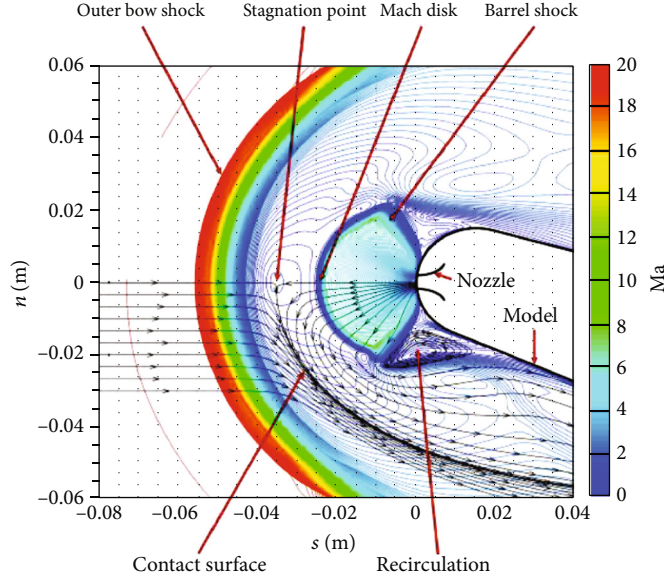 Outer bow shock Stagnation point Mach disk Barrel shock
0.06
0.04
0.02
0
−0.02
−0.04
−0.06
n (m)
−0.08 −0.06 −0.04 −0.02 0 0.02 0.04
s (m)
Nozzle
Model
Contact surface Recirculation
20
18
16
14
12
10
8
6
4
2
0
Ma